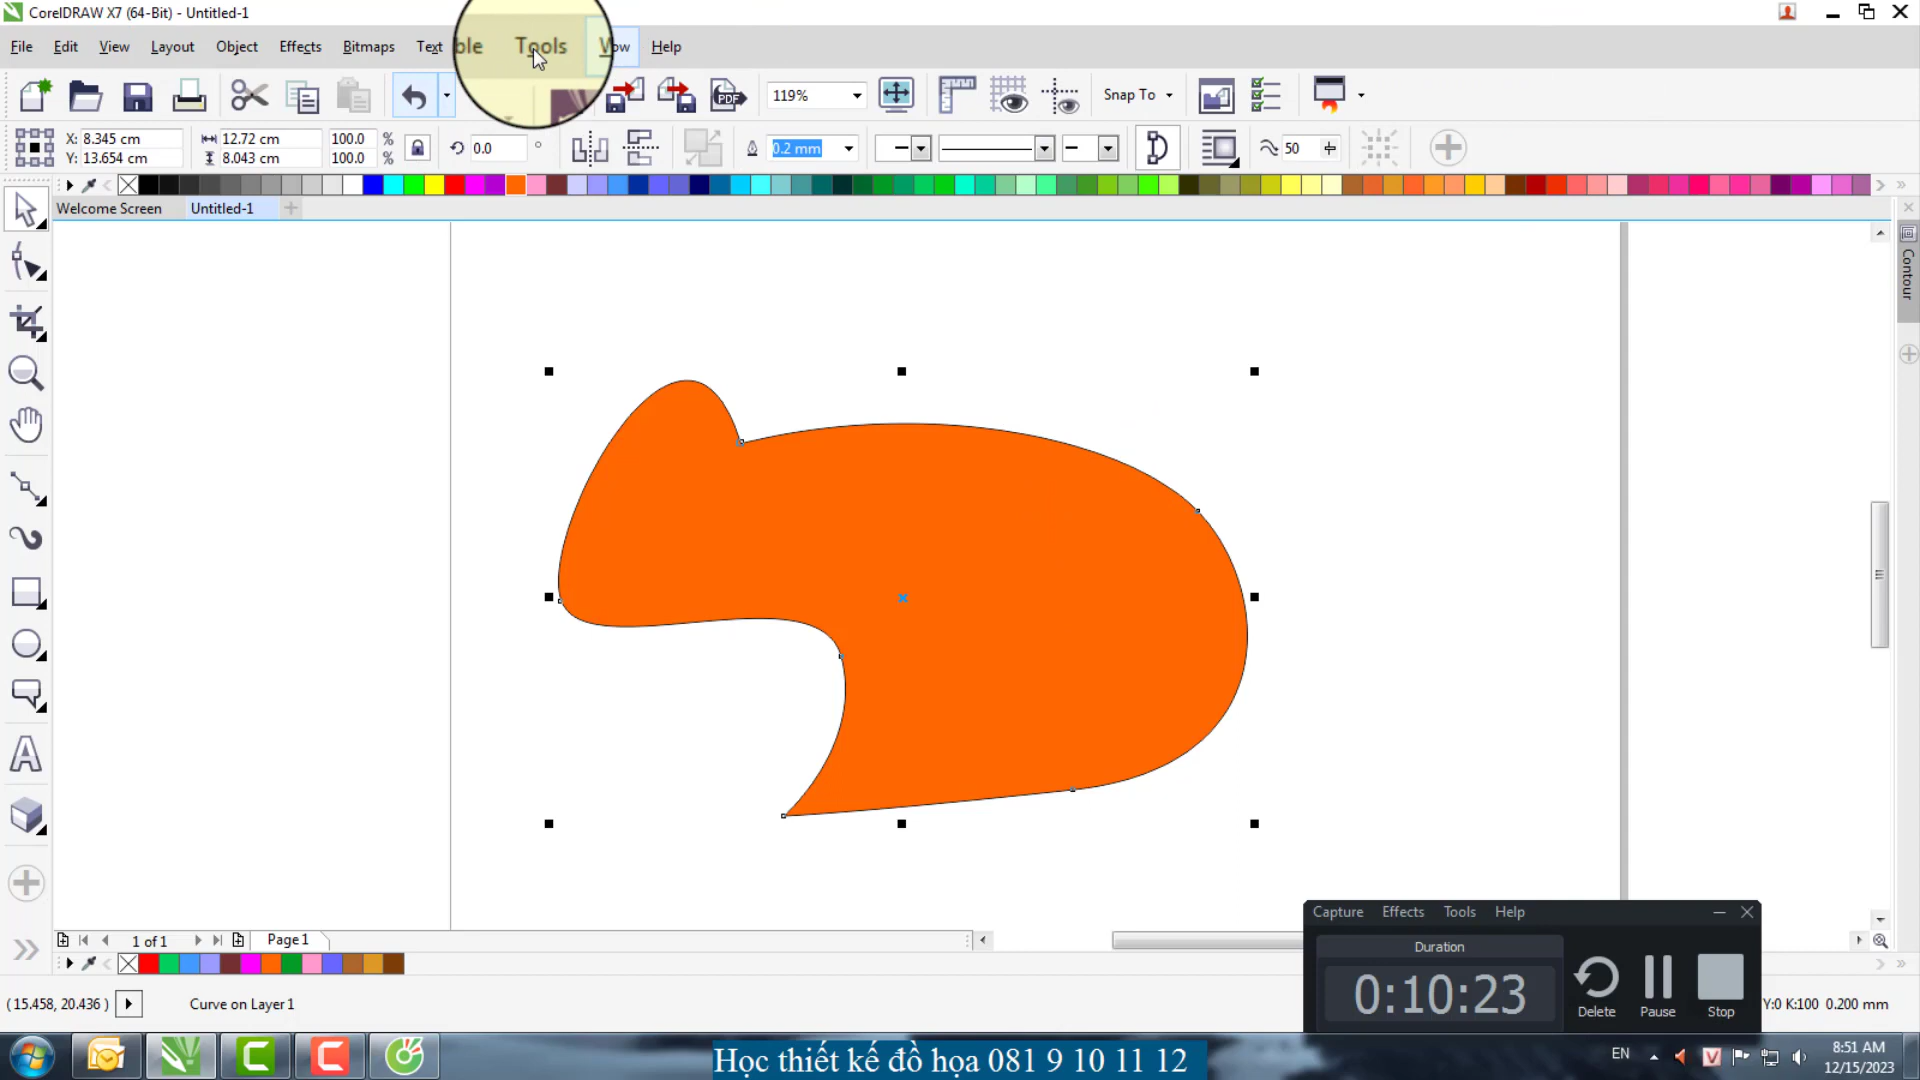 CorelDRAW X7 (64-Bit) - Untitled-1
File Edit View Layout Object Effects Bitmaps Text Tools Help
119% PDF Snap To
X: 8.345 cm 12.72 cm 100.0 % 0.0 ° 0.2 mm 50
Y: 13.654 cm 8.043 cm 100.0 %
Welcome Screen Untitled-1
Contour
Capture Effects Tools Help
Duration
0:10:23
Delete Pause Stop
1 of 1 Page 1
(15.458, 20.436 ) Curve on Layer 1 Y:0 K:100 0.200 mm
Học thiết kế đồ họa 081 9 10 11 12
EN 8:51 AM
12/15/2023